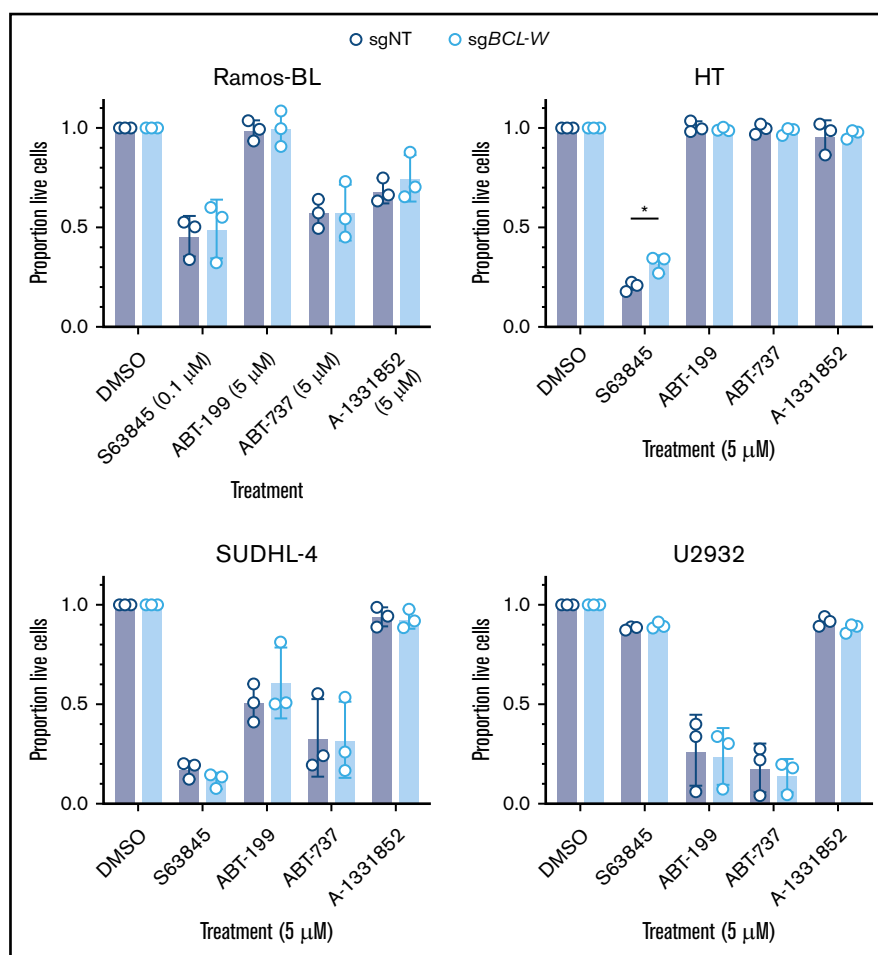 sgNT sgBCL-W
Ramos-BL
Proportion live cells
1.0
0.5
0.0
DMSO
S63845 (0.1 μM)
ABT-199 (5 μM)
ABT-737 (5 μM)
A-1331852
(5 μM)
Treatment
HT
Proportion live cells
1.0
0.5
0.0
*
DMSO
S63845
ABT-199
ABT-737
A-1331852
Treatment (5 μM)
SUDHL-4
Proportion live cells
1.0
0.5
0.0
DMSO
S63845
ABT-199
ABT-737
A-1331852
Treatment (5 μM)
U2932
Proportion live cells
1.0
0.5
0.0
DMSO
S63845
ABT-199
ABT-737
A-1331852
Treatment (5 μM)